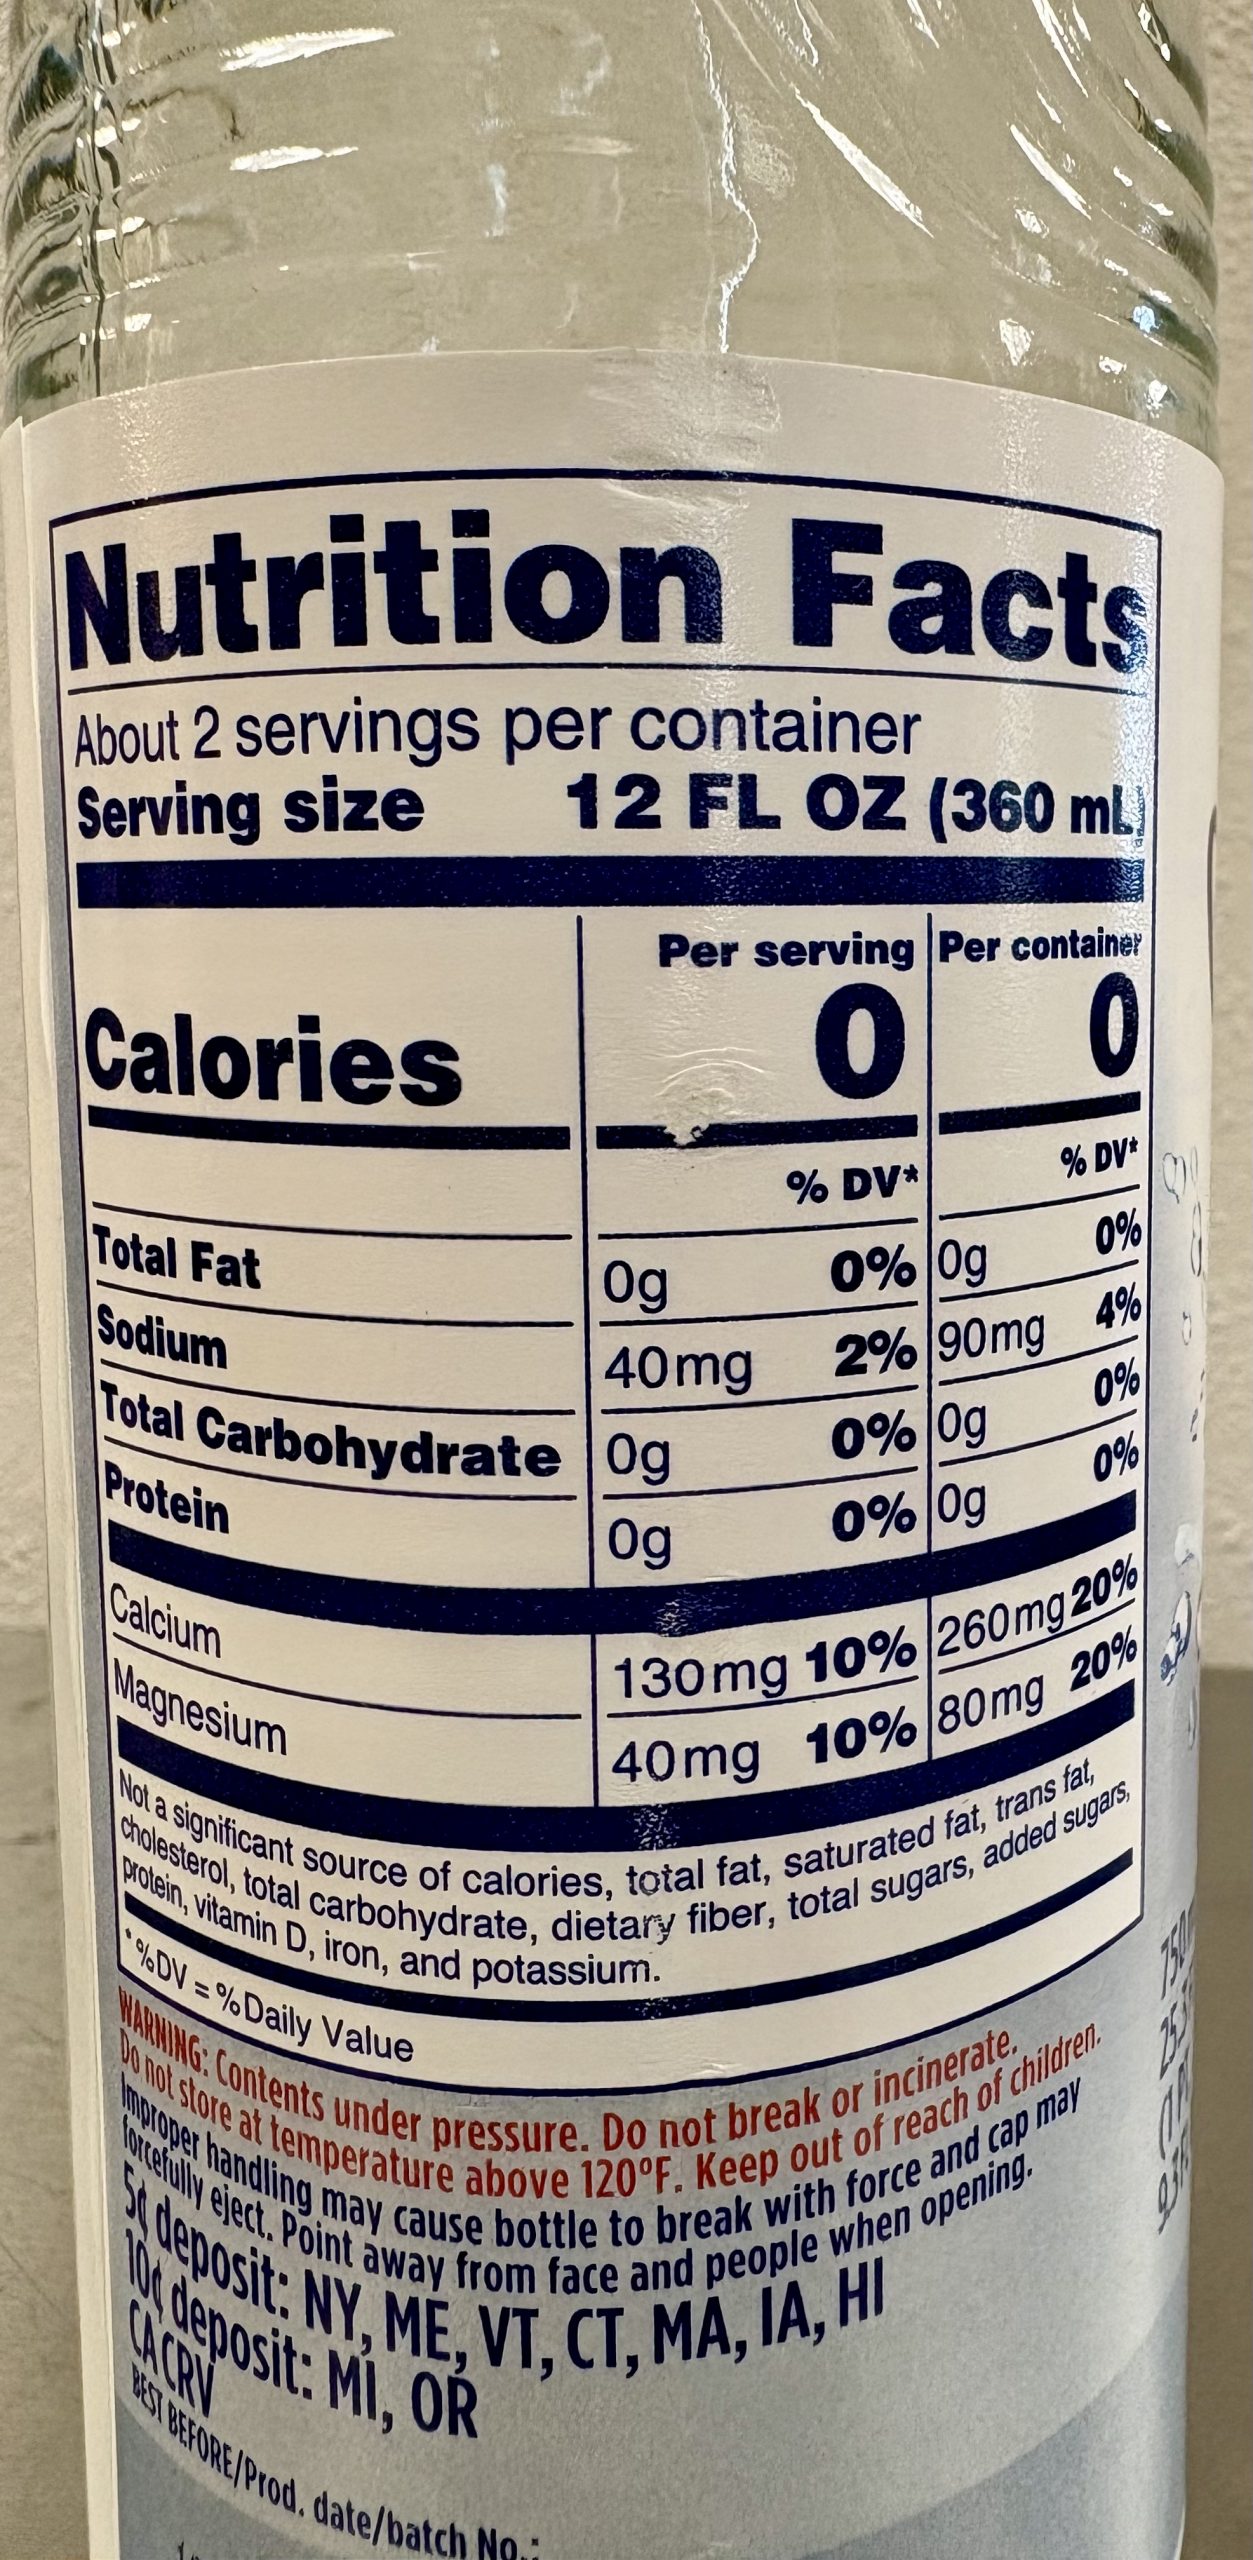 Nutrition Facts
About 2 servings per container
Serving size 12 FL OZ (360 mL
Per serving Per container
Calories 0 0
% DV* % DV*
Total Fat 0g 0% 0g 0%
Sodium 40mg 2% 90mg 4%
Total Carbohydrate 0g 0% 0g 0%
Protein 0g 0% 0g 0%
Calcium 130mg 10% 260mg 20%
Magnesium 40mg 10% 80mg 20%
Not a significant source of calories, total fat, saturated fat, trans fat,
cholesterol, total carbohydrate, dietary fiber, total sugars, added sugars,
protein, vitamin D, iron, and potassium.
*%DV = %Daily Value
WARNING: Contents under pressure. Do not break or incinerate.
Do not store at temperature above 120°F. Keep out of reach of children.
Improper handling may cause bottle to break with force and cap may
forcefully eject. Point away from face and people when opening.
5¢ deposit: NY, ME, VT, CT, MA, IA, HI
10¢ deposit: MI, OR
CA CRV
BEST BEFORE/Prod. date/batch No.: